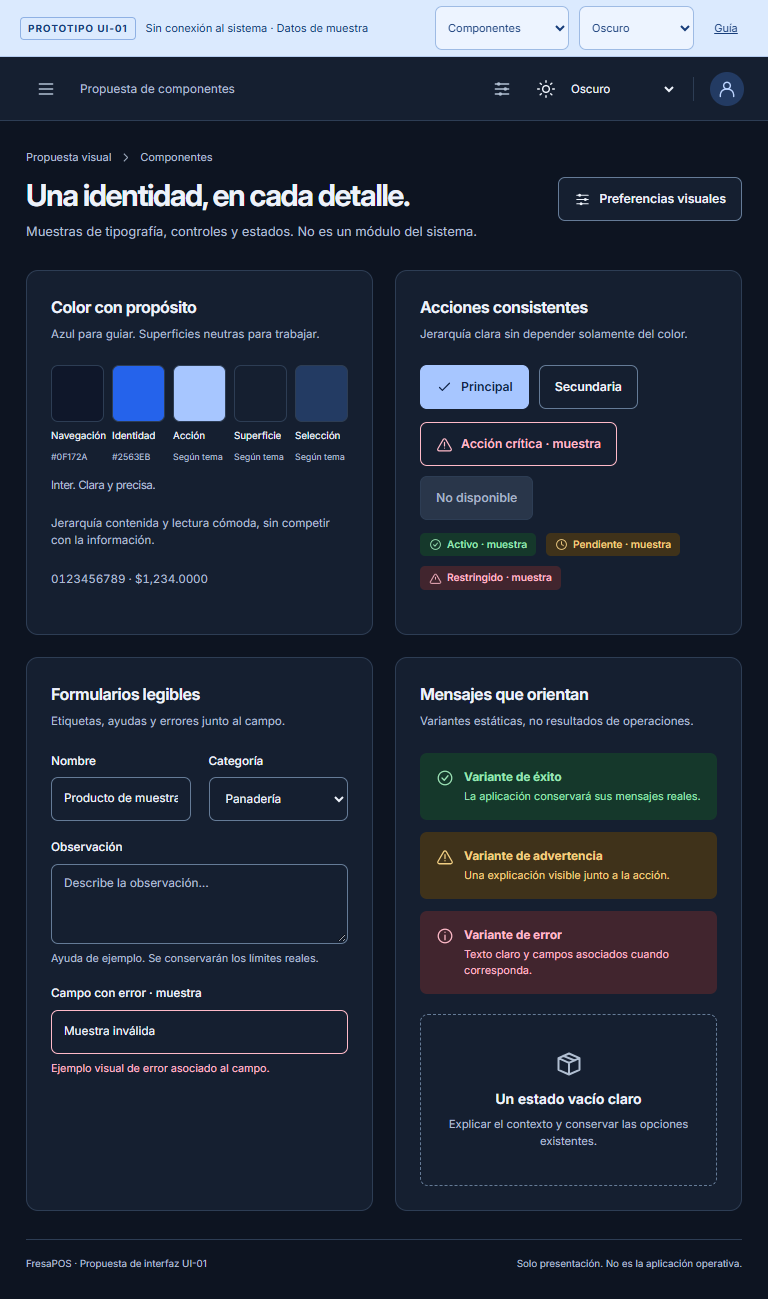 PROTOTIPO UI-01
Sin conexión al sistema · Datos de muestra
Componentes
Oscuro
Guía
Propuesta de componentes
Oscuro
Propuesta visual
Componentes
Una identidad, en cada detalle.
Muestras de tipografía, controles y estados. No es un módulo del sistema.
Preferencias visuales
Color con propósito
Azul para guiar. Superficies neutras para trabajar.
Navegación
Identidad
Acción
Superficie
Selección
#0F172A
#2563EB
Según tema
Según tema
Según tema
Inter. Clara y precisa.
Jerarquía contenida y lectura cómoda, sin competir
con la información.
0123456789 · $1,234.0000
Acciones consistentes
Jerarquía clara sin depender solamente del color.
Principal
Secundaria
Acción crítica · muestra
No disponible
Activo · muestra
Pendiente · muestra
Restringido · muestra
Formularios legibles
Etiquetas, ayudas y errores junto al campo.
Nombre
Categoría
Producto de muestra
Panadería
Observación
Describe la observación...
Ayuda de ejemplo. Se conservarán los límites reales.
Campo con error · muestra
Muestra inválida
Ejemplo visual de error asociado al campo.
Mensajes que orientan
Variantes estáticas, no resultados de operaciones.
Variante de éxito
La aplicación conservará sus mensajes reales.
Variante de advertencia
Una explicación visible junto a la acción.
Variante de error
Texto claro y campos asociados cuando
corresponda.
Un estado vacío claro
Explicar el contexto y conservar las opciones
existentes.
FresaPOS · Propuesta de interfaz UI-01
Solo presentación. No es la aplicación operativa.